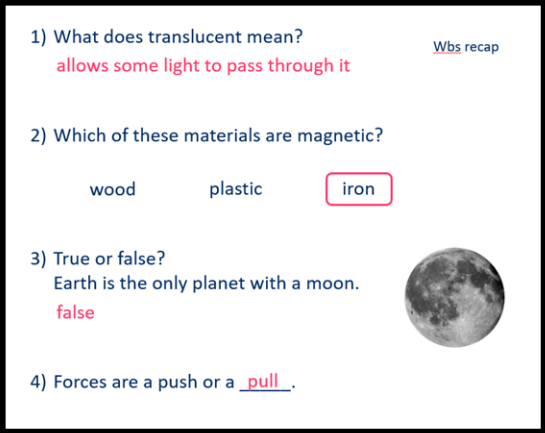 1) What does translucent mean?
Wbs recap
allows some light to pass through it
2) Which of these materials are magnetic?
wood plastic iron
3) True or false?
Earth is the only planet with a moon.
false
4) Forces are a push or a pull.